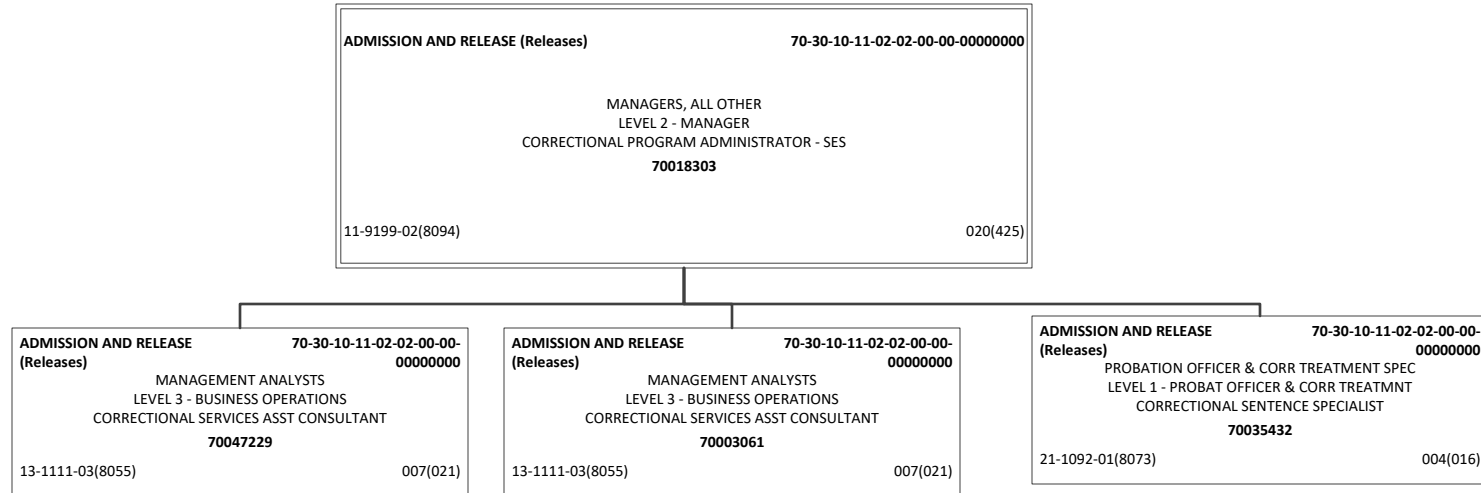 ADMISSION AND RELEASE (Releases) 70-30-10-11-02-02-00-00-00000000
MANAGERS, ALL OTHER
LEVEL 2 - MANAGER
CORRECTIONAL PROGRAM ADMINISTRATOR - SES
70018303
11-9199-02(8094) 020(425)
ADMISSION AND RELEASE 70-30-10-11-02-02-00-00-
(Releases) 00000000
MANAGEMENT ANALYSTS
LEVEL 3 - BUSINESS OPERATIONS
CORRECTIONAL SERVICES ASST CONSULTANT
70047229
13-1111-03(8055) 007(021)
ADMISSION AND RELEASE 70-30-10-11-02-02-00-00-
(Releases) 00000000
MANAGEMENT ANALYSTS
LEVEL 3 - BUSINESS OPERATIONS
CORRECTIONAL SERVICES ASST CONSULTANT
70003061
13-1111-03(8055) 007(021)
ADMISSION AND RELEASE 70-30-10-11-02-02-00-00-
(Releases) 00000000
PROBATION OFFICER & CORR TREATMENT SPEC
LEVEL 1 - PROBAT OFFICER & CORR TREATMNT
CORRECTIONAL SENTENCE SPECIALIST
70035432
21-1092-01(8073) 004(016)